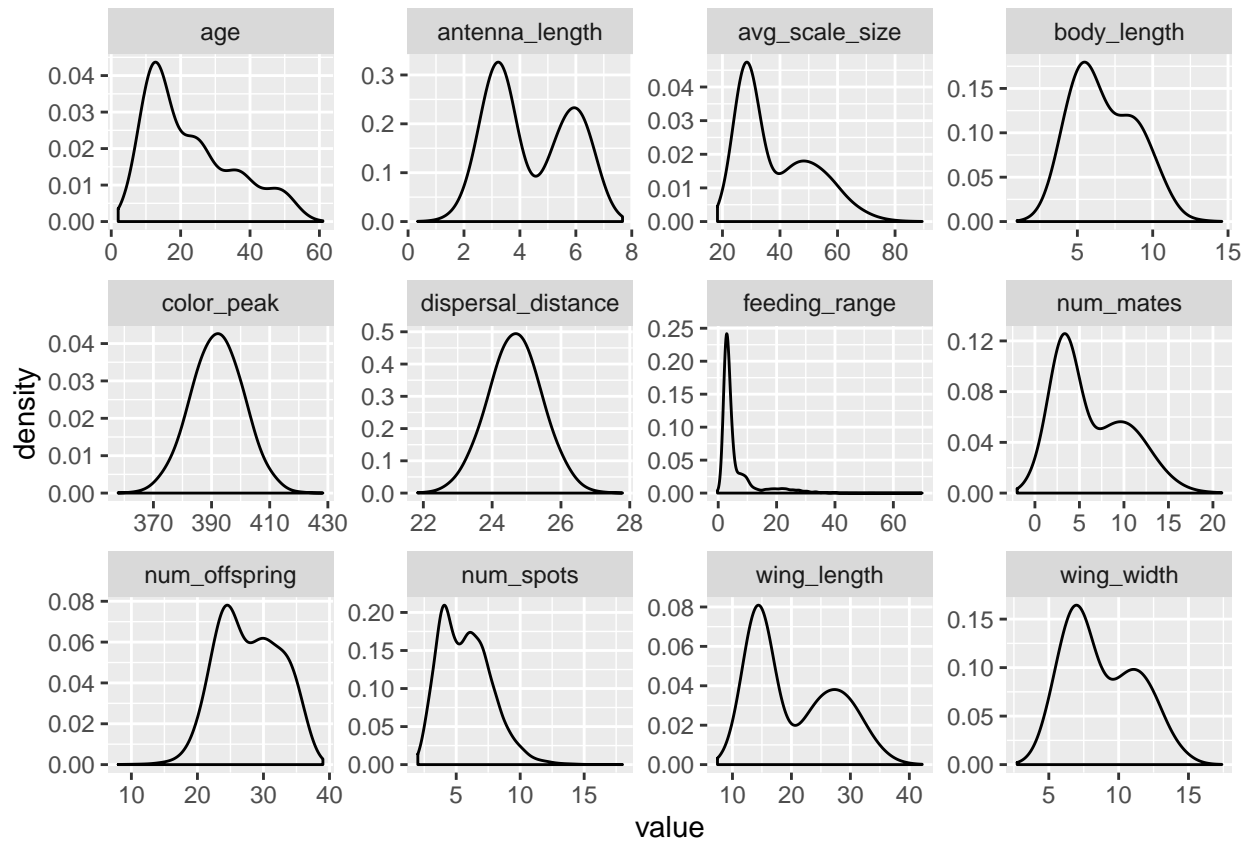 age antenna_length avg_scale_size body_length
0.04 0.03 0.02 0.01 0.00
0.3 0.2 0.1 0.0
0.04 0.03 0.02 0.01 0.00
0.15 0.10 0.05 0.00
0 20 40 60
0 2 4 6 8
20 40 60 80
5 10 15
color_peak dispersal_distance feeding_range num_mates
0.04 0.03 0.02 0.01 0.00
0.5 0.4 0.3 0.2 0.1 0.0
0.25 0.20 0.15 0.10 0.05 0.00
0.12 0.08 0.04 0.00
370 390 410 430
22 24 26 28
0 20 40 60
0 5 10 15 20
num_offspring num_spots wing_length wing_width
0.08 0.06 0.04 0.02 0.00
0.20 0.15 0.10 0.05 0.00
0.08 0.06 0.04 0.02 0.00
0.15 0.10 0.05 0.00
10 20 30 40
5 10 15
10 20 30 40
5 10 15
density
value